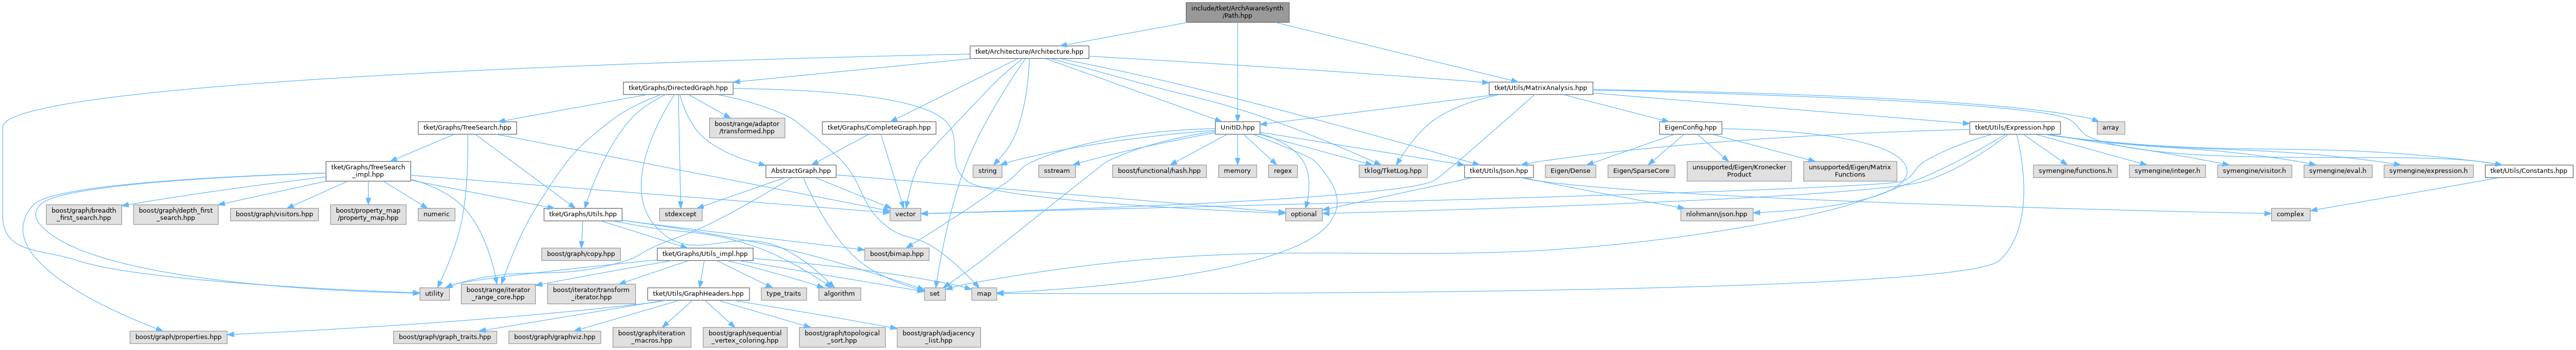 include/tket/ArchAwareSynth
/Path.hpp
tket/Architecture/Architecture.hpp
tket/Graphs/DirectedGraph.hpp
tket/Utils/MatrixAnalysis.hpp
tket/Graphs/TreeSearch.hpp
boost/range/adaptor
/transformed.hpp
tket/Graphs/CompleteGraph.hpp
UnitID.hpp
EigenConfig.hpp
tket/Utils/Expression.hpp
array
tket/Graphs/TreeSearch
_impl.hpp
AbstractGraph.hpp
string
sstream
boost/functional/hash.hpp
memory
regex
tklog/TketLog.hpp
tket/Utils/Json.hpp
Eigen/Dense
Eigen/SparseCore
unsupported/Eigen/Kronecker
Product
unsupported/Eigen/Matrix
Functions
symengine/functions.h
symengine/integer.h
symengine/visitor.h
symengine/eval.h
symengine/expression.h
tket/Utils/Constants.hpp
boost/graph/breadth
_first_search.hpp
boost/graph/depth_first
_search.hpp
boost/graph/visitors.hpp
boost/property_map
/property_map.hpp
numeric
tket/Graphs/Utils.hpp
stdexcept
vector
optional
nlohmann/json.hpp
complex
boost/graph/copy.hpp
tket/Graphs/Utils_impl.hpp
boost/bimap.hpp
utility
boost/range/iterator
_range_core.hpp
boost/iterator/transform
_iterator.hpp
tket/Utils/GraphHeaders.hpp
type_traits
algorithm
set
map
boost/graph/properties.hpp
boost/graph/graph_traits.hpp
boost/graph/graphviz.hpp
boost/graph/iteration
_macros.hpp
boost/graph/sequential
_vertex_coloring.hpp
boost/graph/topological
_sort.hpp
boost/graph/adjacency
_list.hpp